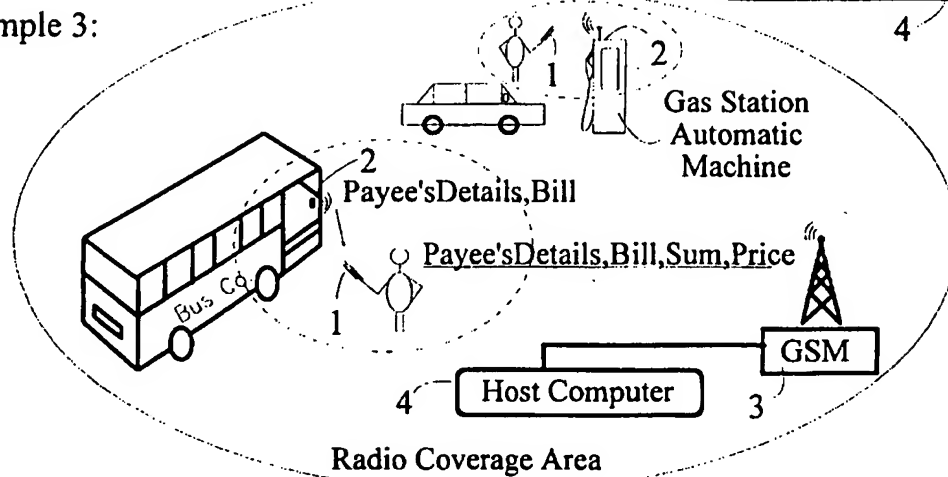 mple 3:
4
1
2
Gas Station
Automatic
Machine
2
Payee'sDetails,Bill
Payee'sDetails,Bill,Sum,Price
Bus Co.
1
GSM
4
Host Computer
3
Radio Coverage Area